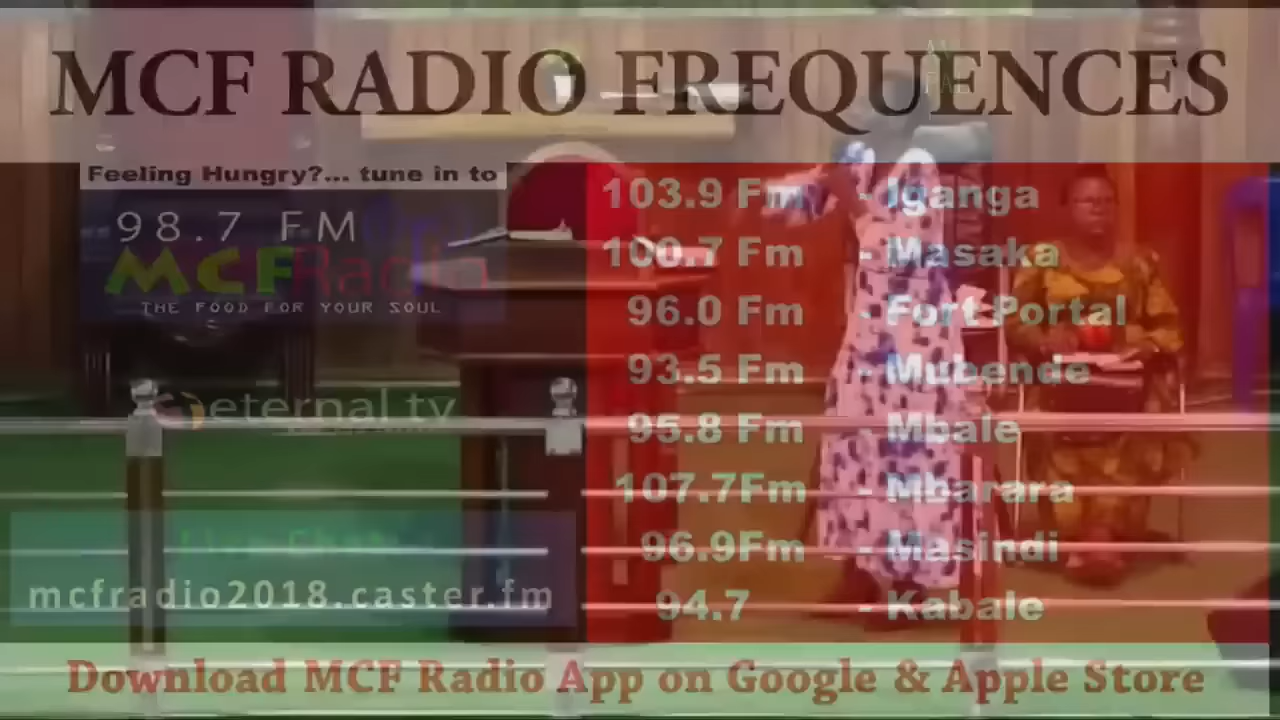 MCF RADIO FREQUENCES
Feeling Hungry?... tune in to
98.7 FM
MCFRadio
THE FOOD FOR YOUR SOUL
eternal tv
mcfradio2018.caster.fm
103.9 Fm - Iganga
100.7 Fm - Masaka
96.0 Fm - Fort Portal
93.5 Fm - Mubende
95.8 Fm - Mbale
107.7Fm - Mbarara
96.9Fm - Masindi
94.7 - Kabale
Download MCF Radio App on Google & Apple Store